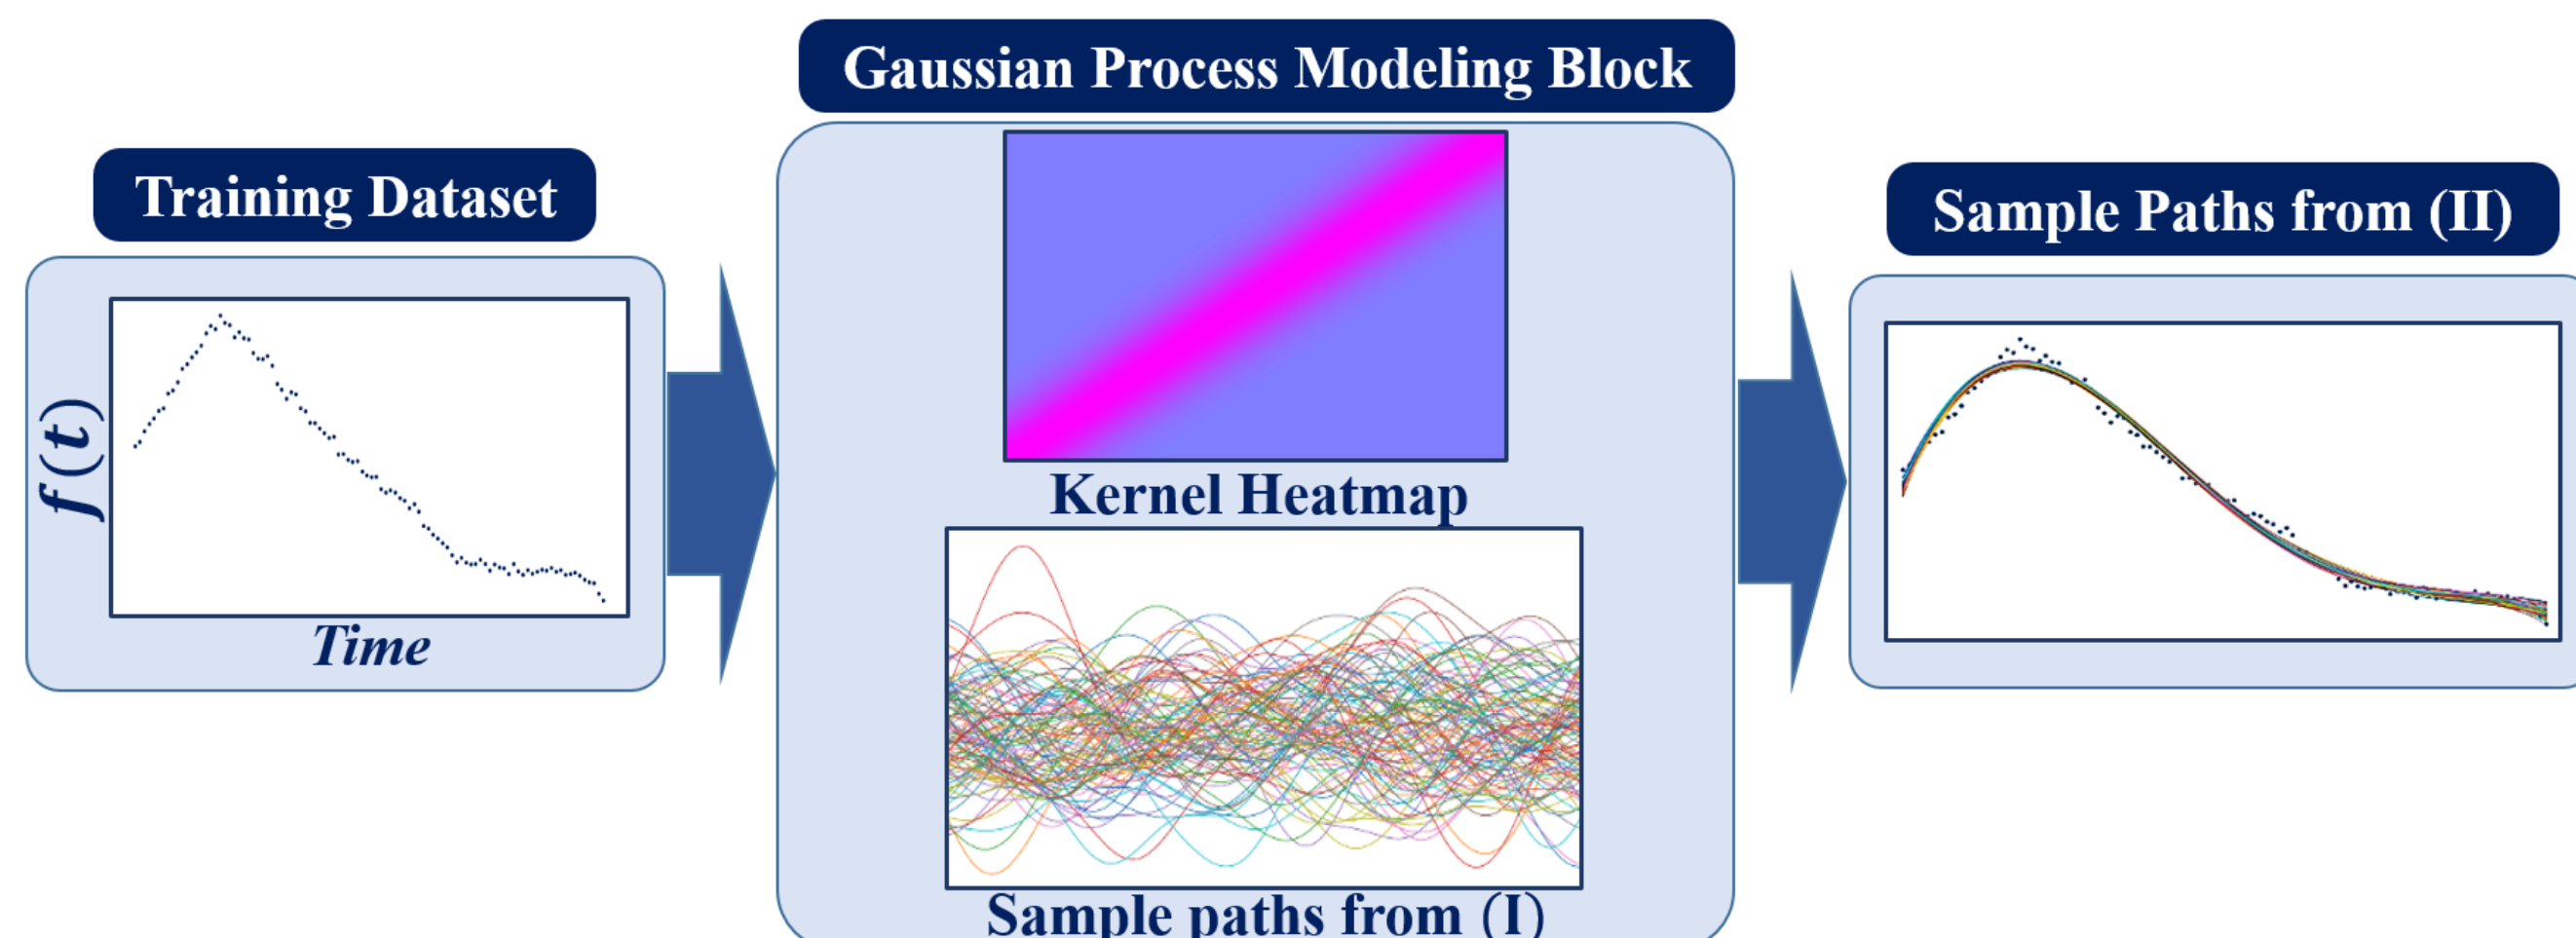 Gaussian Process Modeling Block
Training Dataset
Sample Paths from (II)
f(t)
Time
Kernel Heatmap
Sample paths from (I)